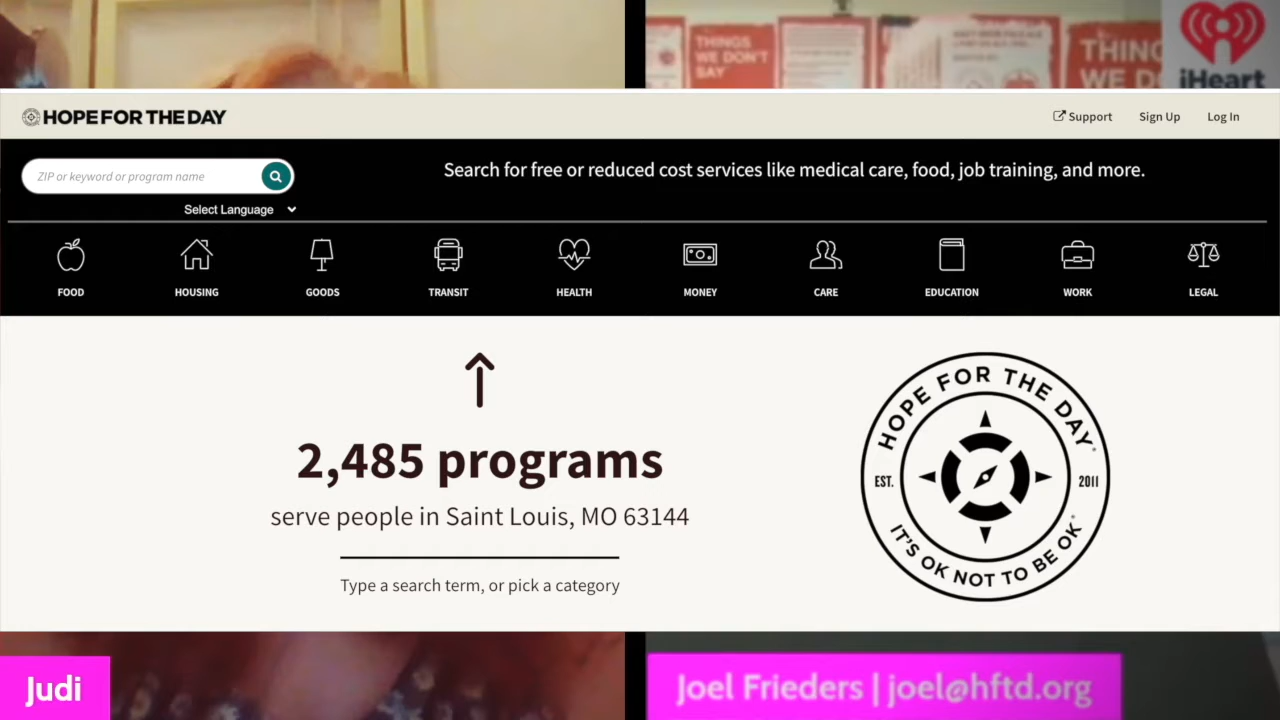 THINGS
WE DON'T
SAY
THING
WE D
iHeart
HOPE FOR THE DAY
Support
Sign Up
Log In
ZIP or keyword or program name
Search for free or reduced cost services like medical care, food, job training, and more.
Select Language
FOOD
HOUSING
GOODS
TRANSIT
HEALTH
MONEY
CARE
EDUCATION
WORK
LEGAL
2,485 programs
serve people in Saint Louis, MO 63144
Type a search term, or pick a category
HOPE FOR THE DAY
EST.
2011
IT'S OK NOT TO BE OK
Judi
Joel Frieders | joel@hftd.org